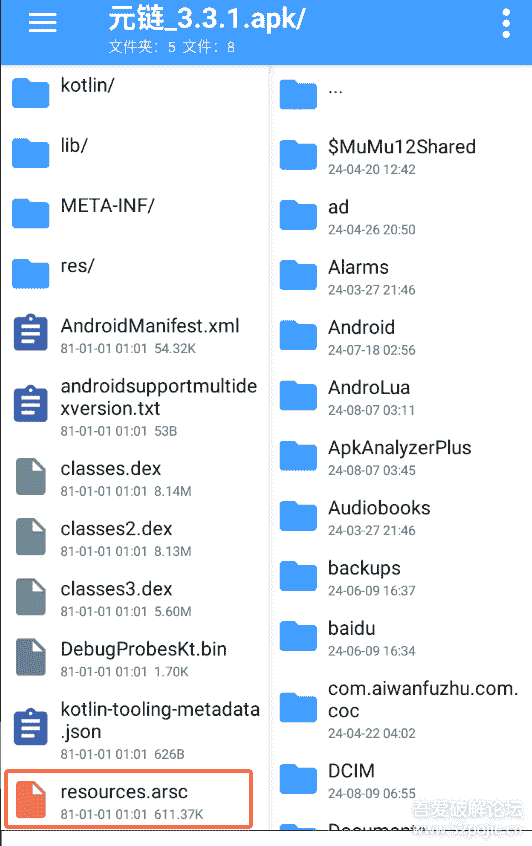 元链_3.3.1.apk/
文件夹：5 文件：8
kotlin/
lib/
META-INF/
res/
AndroidManifest.xml
81-01-01 01:01 54.32K
androidsupportmultide
xversion.txt
81-01-01 01:01 53B
classes.dex
81-01-01 01:01 8.14M
classes2.dex
81-01-01 01:01 8.13M
classes3.dex
81-01-01 01:01 5.60M
DebugProbesKt.bin
81-01-01 01:01 1.70K
kotlin-tooling-metadata
.json
81-01-01 01:01 626B
resources.arsc
81-01-01 01:01 611.37K
...
$MuMu12Shared
24-04-20 12:42
ad
24-04-26 20:50
Alarms
24-03-27 21:46
Android
24-07-18 02:56
AndroLua
24-08-07 03:11
ApkAnalyzerPlus
24-08-07 03:45
Audiobooks
24-03-27 21:46
backups
24-06-09 16:37
baidu
24-06-09 16:34
com.aiwanfuzhu.com.
coc
24-04-22 04:02
DCIM
24-08-09 06:55
吾爱破解论坛
www.52pojie.cn